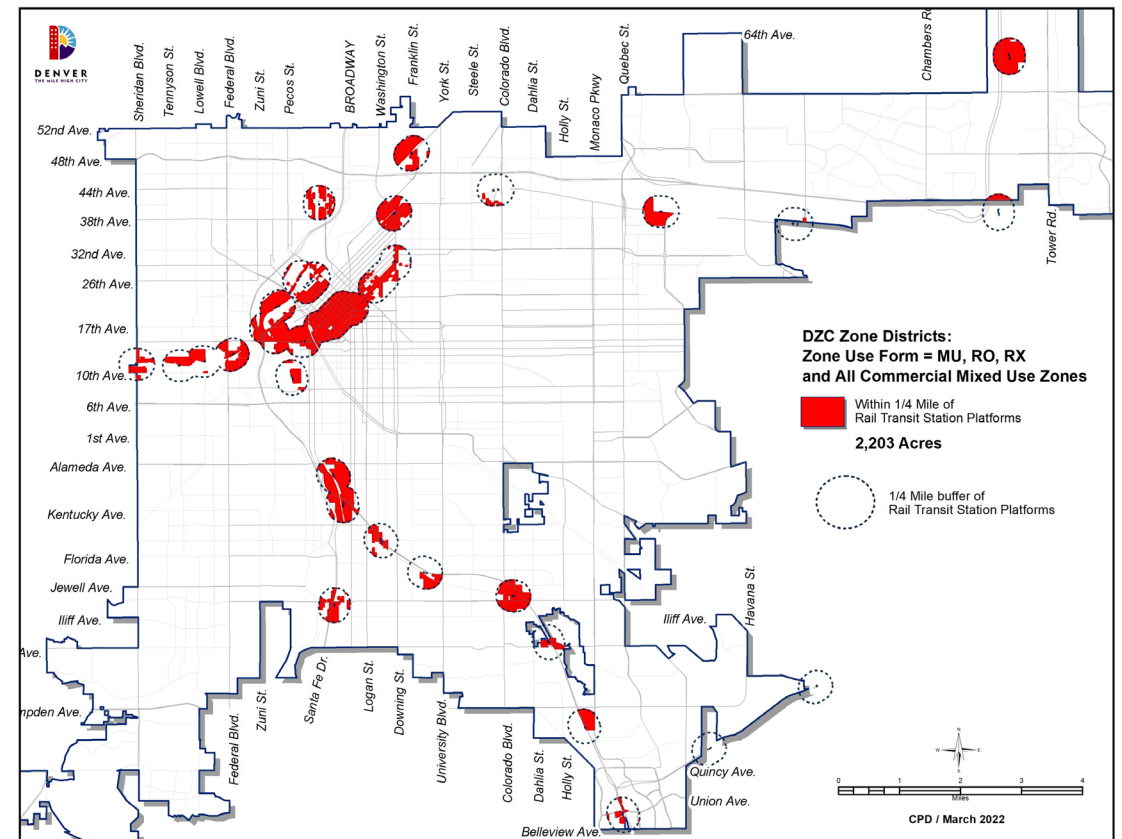 DENVER
THE MILE HIGH CITY
Sheridan Blvd.
Tennyson St.
Lowell Blvd.
Federal Blvd.
Zuni St.
Pecos St.
BROADWAY
Washington St.
Franklin St.
York St.
Steele St.
Colorado Blvd.
Dahlia St.
Holly St.
Monaco Pkwy
Quebec St.
64th Ave.
Chambers Rd
52nd Ave.
48th Ave.
44th Ave.
38th Ave.
32nd Ave.
26th Ave.
17th Ave.
10th Ave.
6th Ave.
1st Ave.
Alameda Ave.
Kentucky Ave.
Florida Ave.
Jewell Ave.
Iliff Ave.
Ave.
mpden Ave.
Tower Rd.
DZC Zone Districts:
Zone Use Form = MU, RO, RX
and All Commercial Mixed Use Zones
Within 1/4 Mile of
Rail Transit Station Platforms
2,203 Acres
1/4 Mile buffer of
Rail Transit Station Platforms
Havana St.
Iliff Ave.
Federal Blvd.
Zuni St.
Santa Fe Dr.
Logan St.
Downing St.
University Blvd.
Colorado Blvd.
Dahlia St.
Holly St.
Quincy Ave.
Union Ave.
Belleview Ave.
N
W
E
S
0
1
2
3
4
Miles
CPD / March 2022